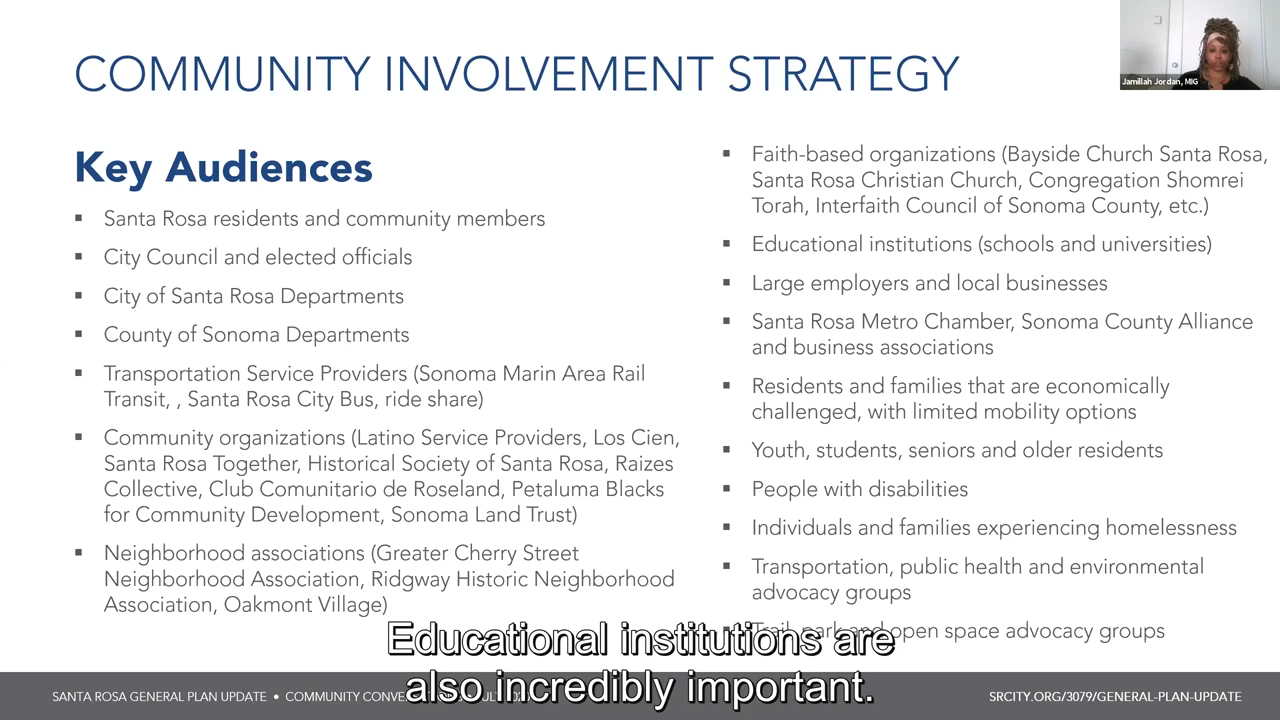 COMMUNITY INVOLVEMENT STRATEGY
Jamillah Jordan, MIG
Key Audiences
▪ Santa Rosa residents and community members
▪ City Council and elected officials
▪ City of Santa Rosa Departments
▪ County of Sonoma Departments
▪ Transportation Service Providers (Sonoma Marin Area Rail
Transit, , Santa Rosa City Bus, ride share)
▪ Community organizations (Latino Service Providers, Los Cien,
Santa Rosa Together, Historical Society of Santa Rosa, Raizes
Collective, Club Comunitario de Roseland, Petaluma Blacks
for Community Development, Sonoma Land Trust)
▪ Neighborhood associations (Greater Cherry Street
Neighborhood Association, Ridgway Historic Neighborhood
Association, Oakmont Village)
▪ Faith-based organizations (Bayside Church Santa Rosa,
Santa Rosa Christian Church, Congregation Shomrei
Torah, Interfaith Council of Sonoma County, etc.)
▪ Educational institutions (schools and universities)
▪ Large employers and local businesses
▪ Santa Rosa Metro Chamber, Sonoma County Alliance
and business associations
▪ Residents and families that are economically
challenged, with limited mobility options
▪ Youth, students, seniors and older residents
▪ People with disabilities
▪ Individuals and families experiencing homelessness
▪ Transportation, public health and environmental
advocacy groups
▪ Trail, park and open space advocacy groups
Educational institutions are
also incredibly important.
SANTA ROSA GENERAL PLAN UPDATE • COMMUNITY
SRCITY.ORG/3079/GENERAL-PLAN-UPDATE